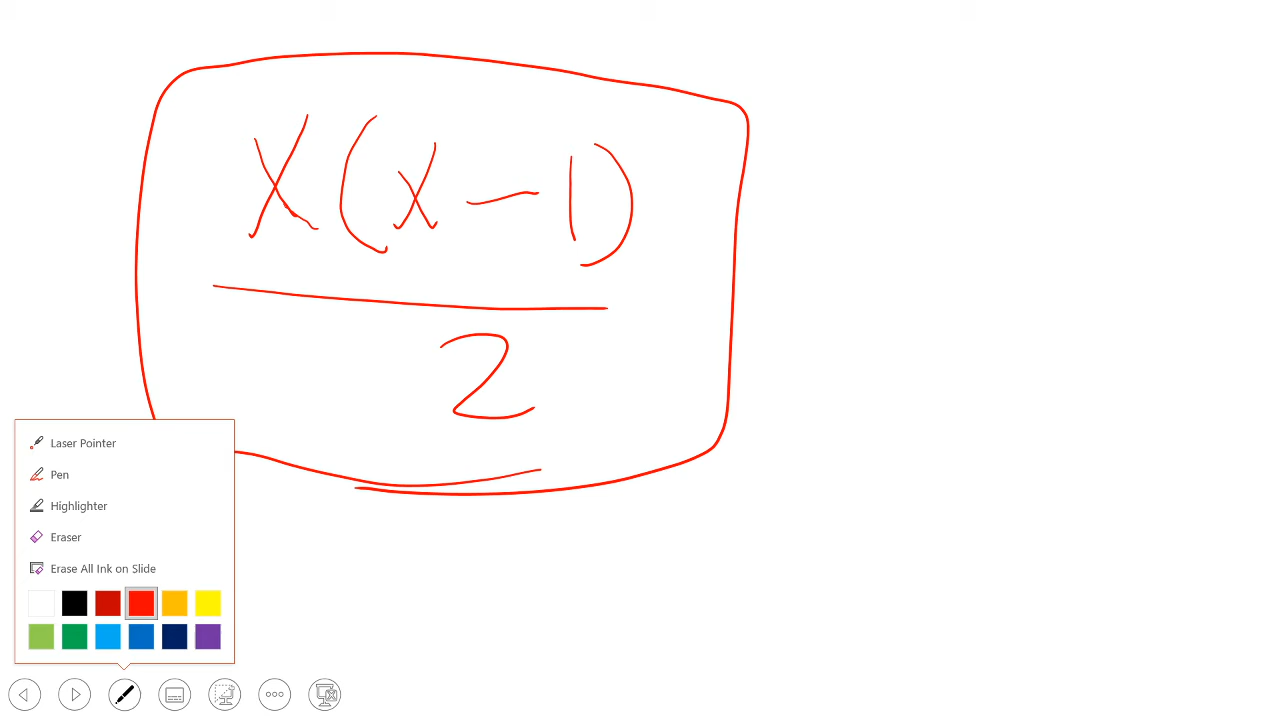 X(x-1)
2
Laser Pointer
Pen
Highlighter
Eraser
Erase All Ink on Slide